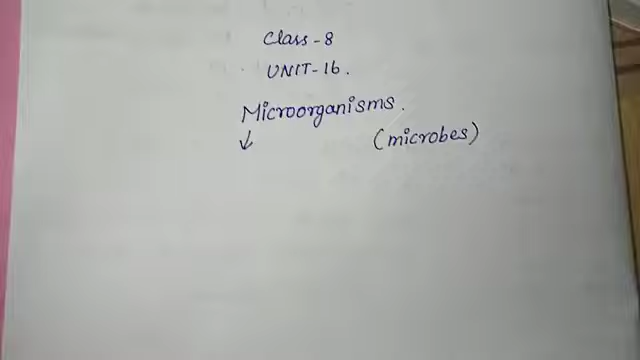 Class - 8
UNIT - 16.
Microorganisms.
↓ (microbes)